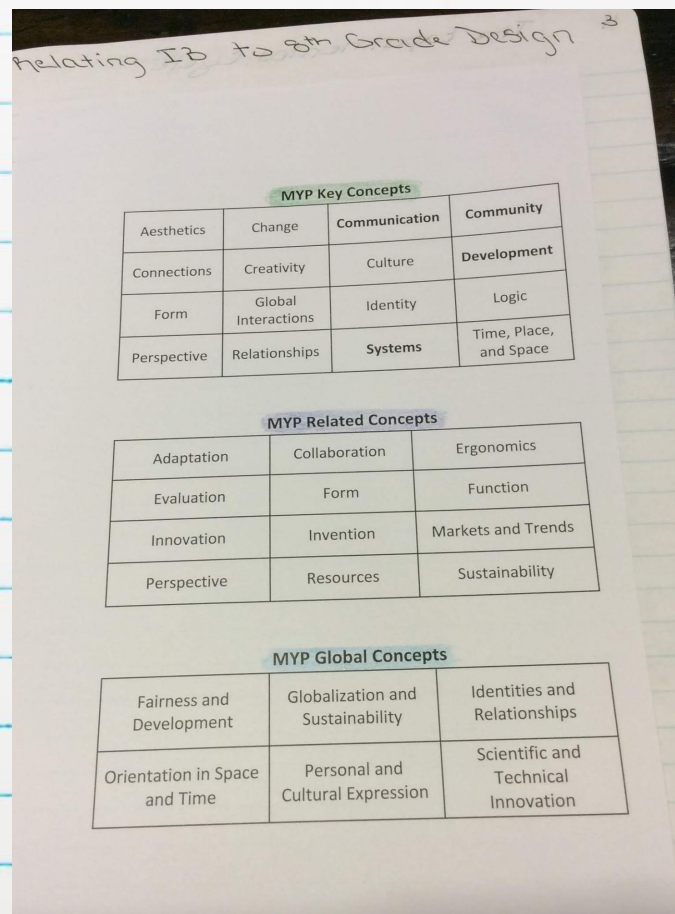 Relating IB to 8th Grade Design
3
MYP Key Concepts
Aesthetics Change Communication Community
Connections Creativity Culture Development
Form Global Interactions Identity Logic
Perspective Relationships Systems Time, Place, and Space
MYP Related Concepts
Adaptation Collaboration Ergonomics
Evaluation Form Function
Innovation Invention Markets and Trends
Perspective Resources Sustainability
MYP Global Concepts
Fairness and Development Globalization and Sustainability Identities and Relationships
Orientation in Space and Time Personal and Cultural Expression Scientific and Technical Innovation